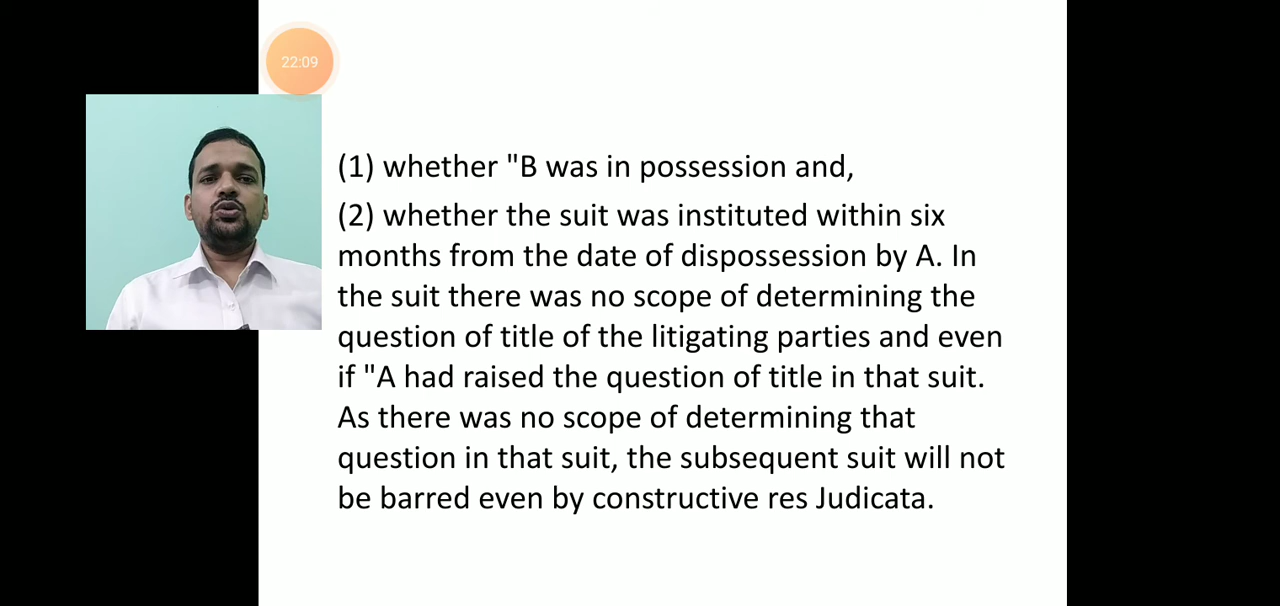 22:09
(1) whether "B was in possession and,
(2) whether the suit was instituted within six
months from the date of dispossession by A. In
the suit there was no scope of determining the
question of title of the litigating parties and even
if "A had raised the question of title in that suit.
As there was no scope of determining that
question in that suit, the subsequent suit will not
be barred even by constructive res Judicata.